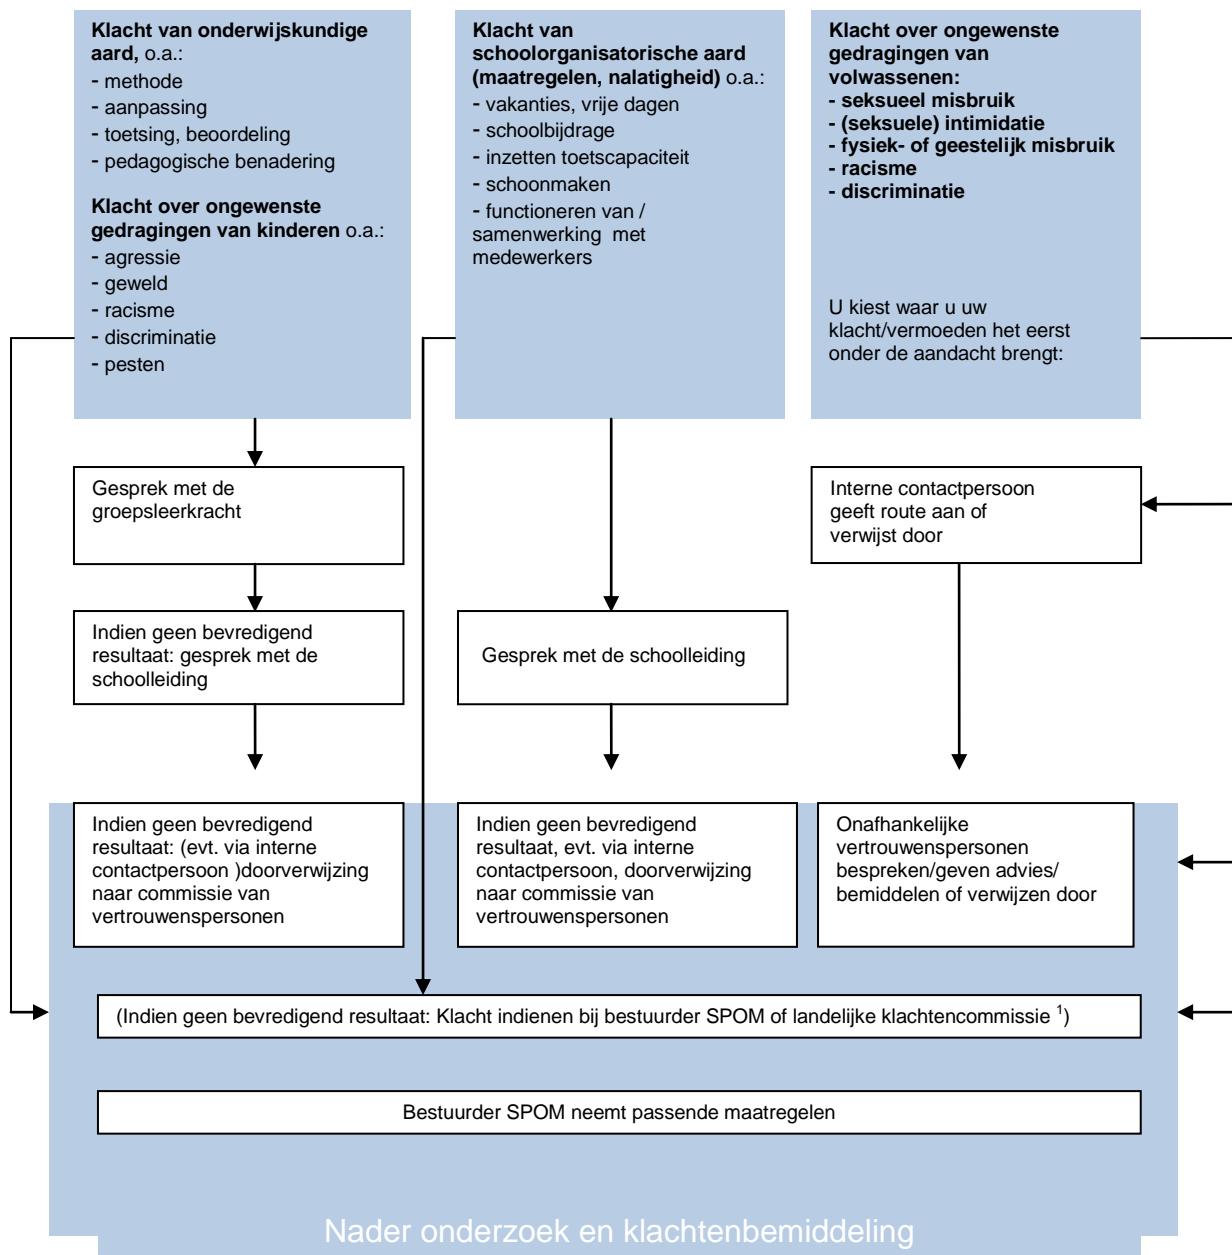 Klacht van onderwijskundige
aard, o.a.:
- methode
- aanpassing
- toetsing, beoordeling
- pedagogische benadering
Klacht over ongewenste
gedragingen van kinderen o.a.:
- agressie
- geweld
- racisme
- discriminatie
- pesten
Klacht van
schoolorganisatorische aard
(maatregelen, nalatigheid) o.a.:
- vakanties, vrije dagen
- schoolbijdrage
- inzetten toetscapaciteit
- schoonmaken
- functioneren van /
samenwerking met
medewerkers
Klacht over ongewenste
gedragingen van
volwassenen:
- seksueel misbruik
- (seksuele) intimidatie
- fysiek- of geestelijk misbruik
- racisme
- discriminatie
U kiest waar u uw
klacht/vermoeden het eerst
onder de aandacht brengt:
Gesprek met de
groepsleerkracht
Interne contactpersoon
geeft route aan of
verwijst door
Indien geen bevredigend
resultaat: gesprek met de
schoolleiding
Gesprek met de schoolleiding
Indien geen bevredigend
resultaat: (evt. via interne
contactpersoon )doorverwijzing
naar commissie van
vertrouwenspersonen
Indien geen bevredigend
resultaat, evt. via interne
contactpersoon, doorverwijzing
naar commissie van
vertrouwenspersonen
Onafhankelijke
vertrouwenspersonen
bespreken/geven advies/
bemiddelen of verwijzen door
(Indien geen bevredigend resultaat: Klacht indienen bij bestuurder SPOM of landelijke klachtencommissie ¹)
Bestuurder SPOM neemt passende maatregelen
Nader onderzoek en klachtenbemiddeling